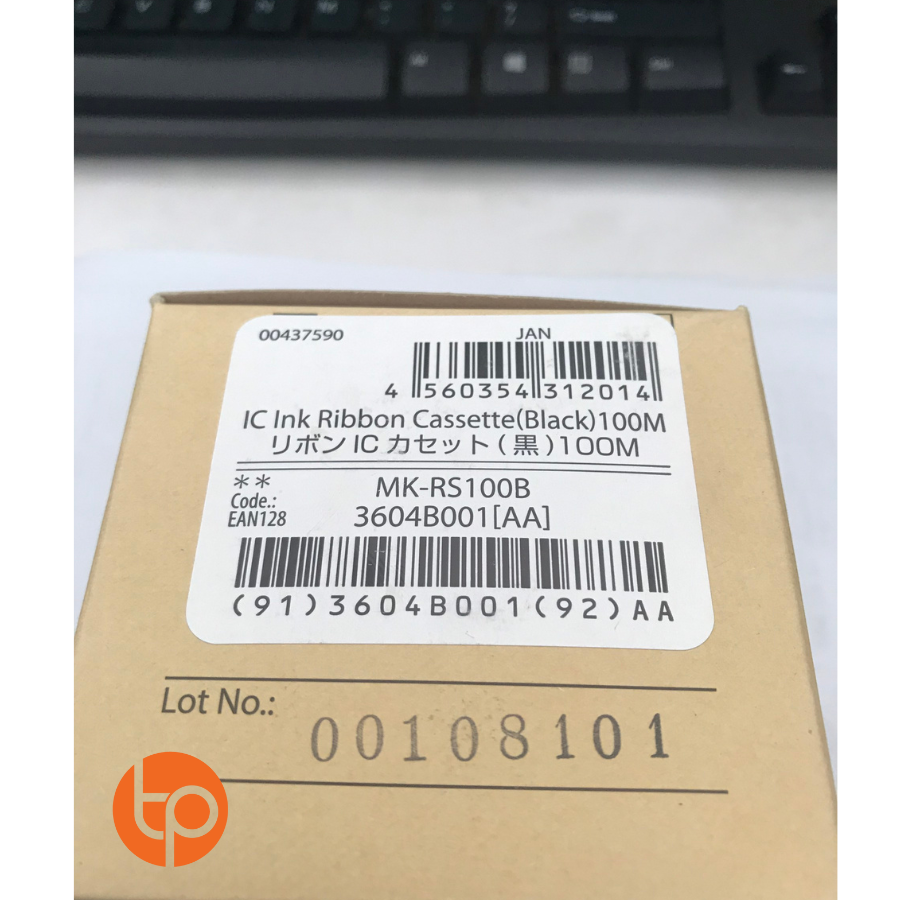 00437590
JAN
4 560354 312014
IC Ink Ribbon Cassette(Black)100M
リボン IC カセット(黒)100M
** MK-RS100B
Code.:
EAN128 3604B001[AA]
(91)3604B001(92)AA
Lot No.: 00108101
tp